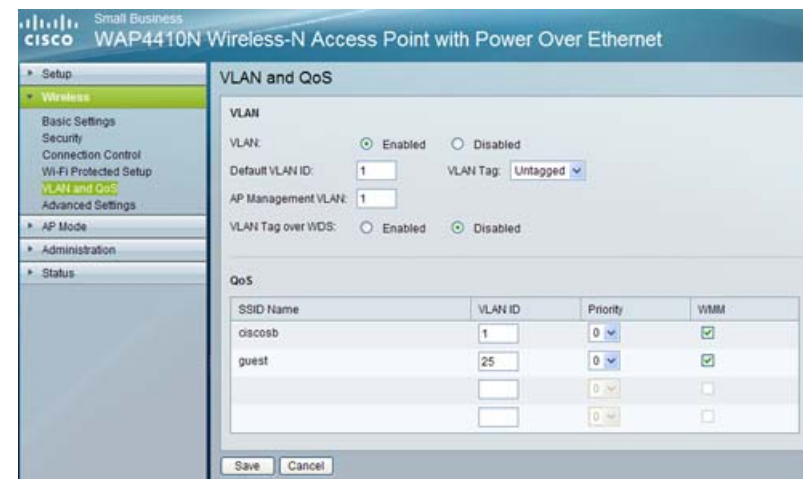 Small Business
CISCO WAP4410N Wireless-N Access Point with Power Over Ethernet
Setup
Wireless
Basic Settings
Security
Connection Control
Wi-Fi Protected Setup
VLAN and QoS
Advanced Settings
AP Mode
Administration
Status
VLAN and QoS
VLAN
VLAN: Enabled Disabled
Default VLAN ID: 1 VLAN Tag: Untagged
AP Management VLAN: 1
VLAN Tag over WDS: Enabled Disabled
QoS
SSID Name VLAN ID Priority WMM
ciscosb 1 0
guest 25 0
0
0
Save Cancel